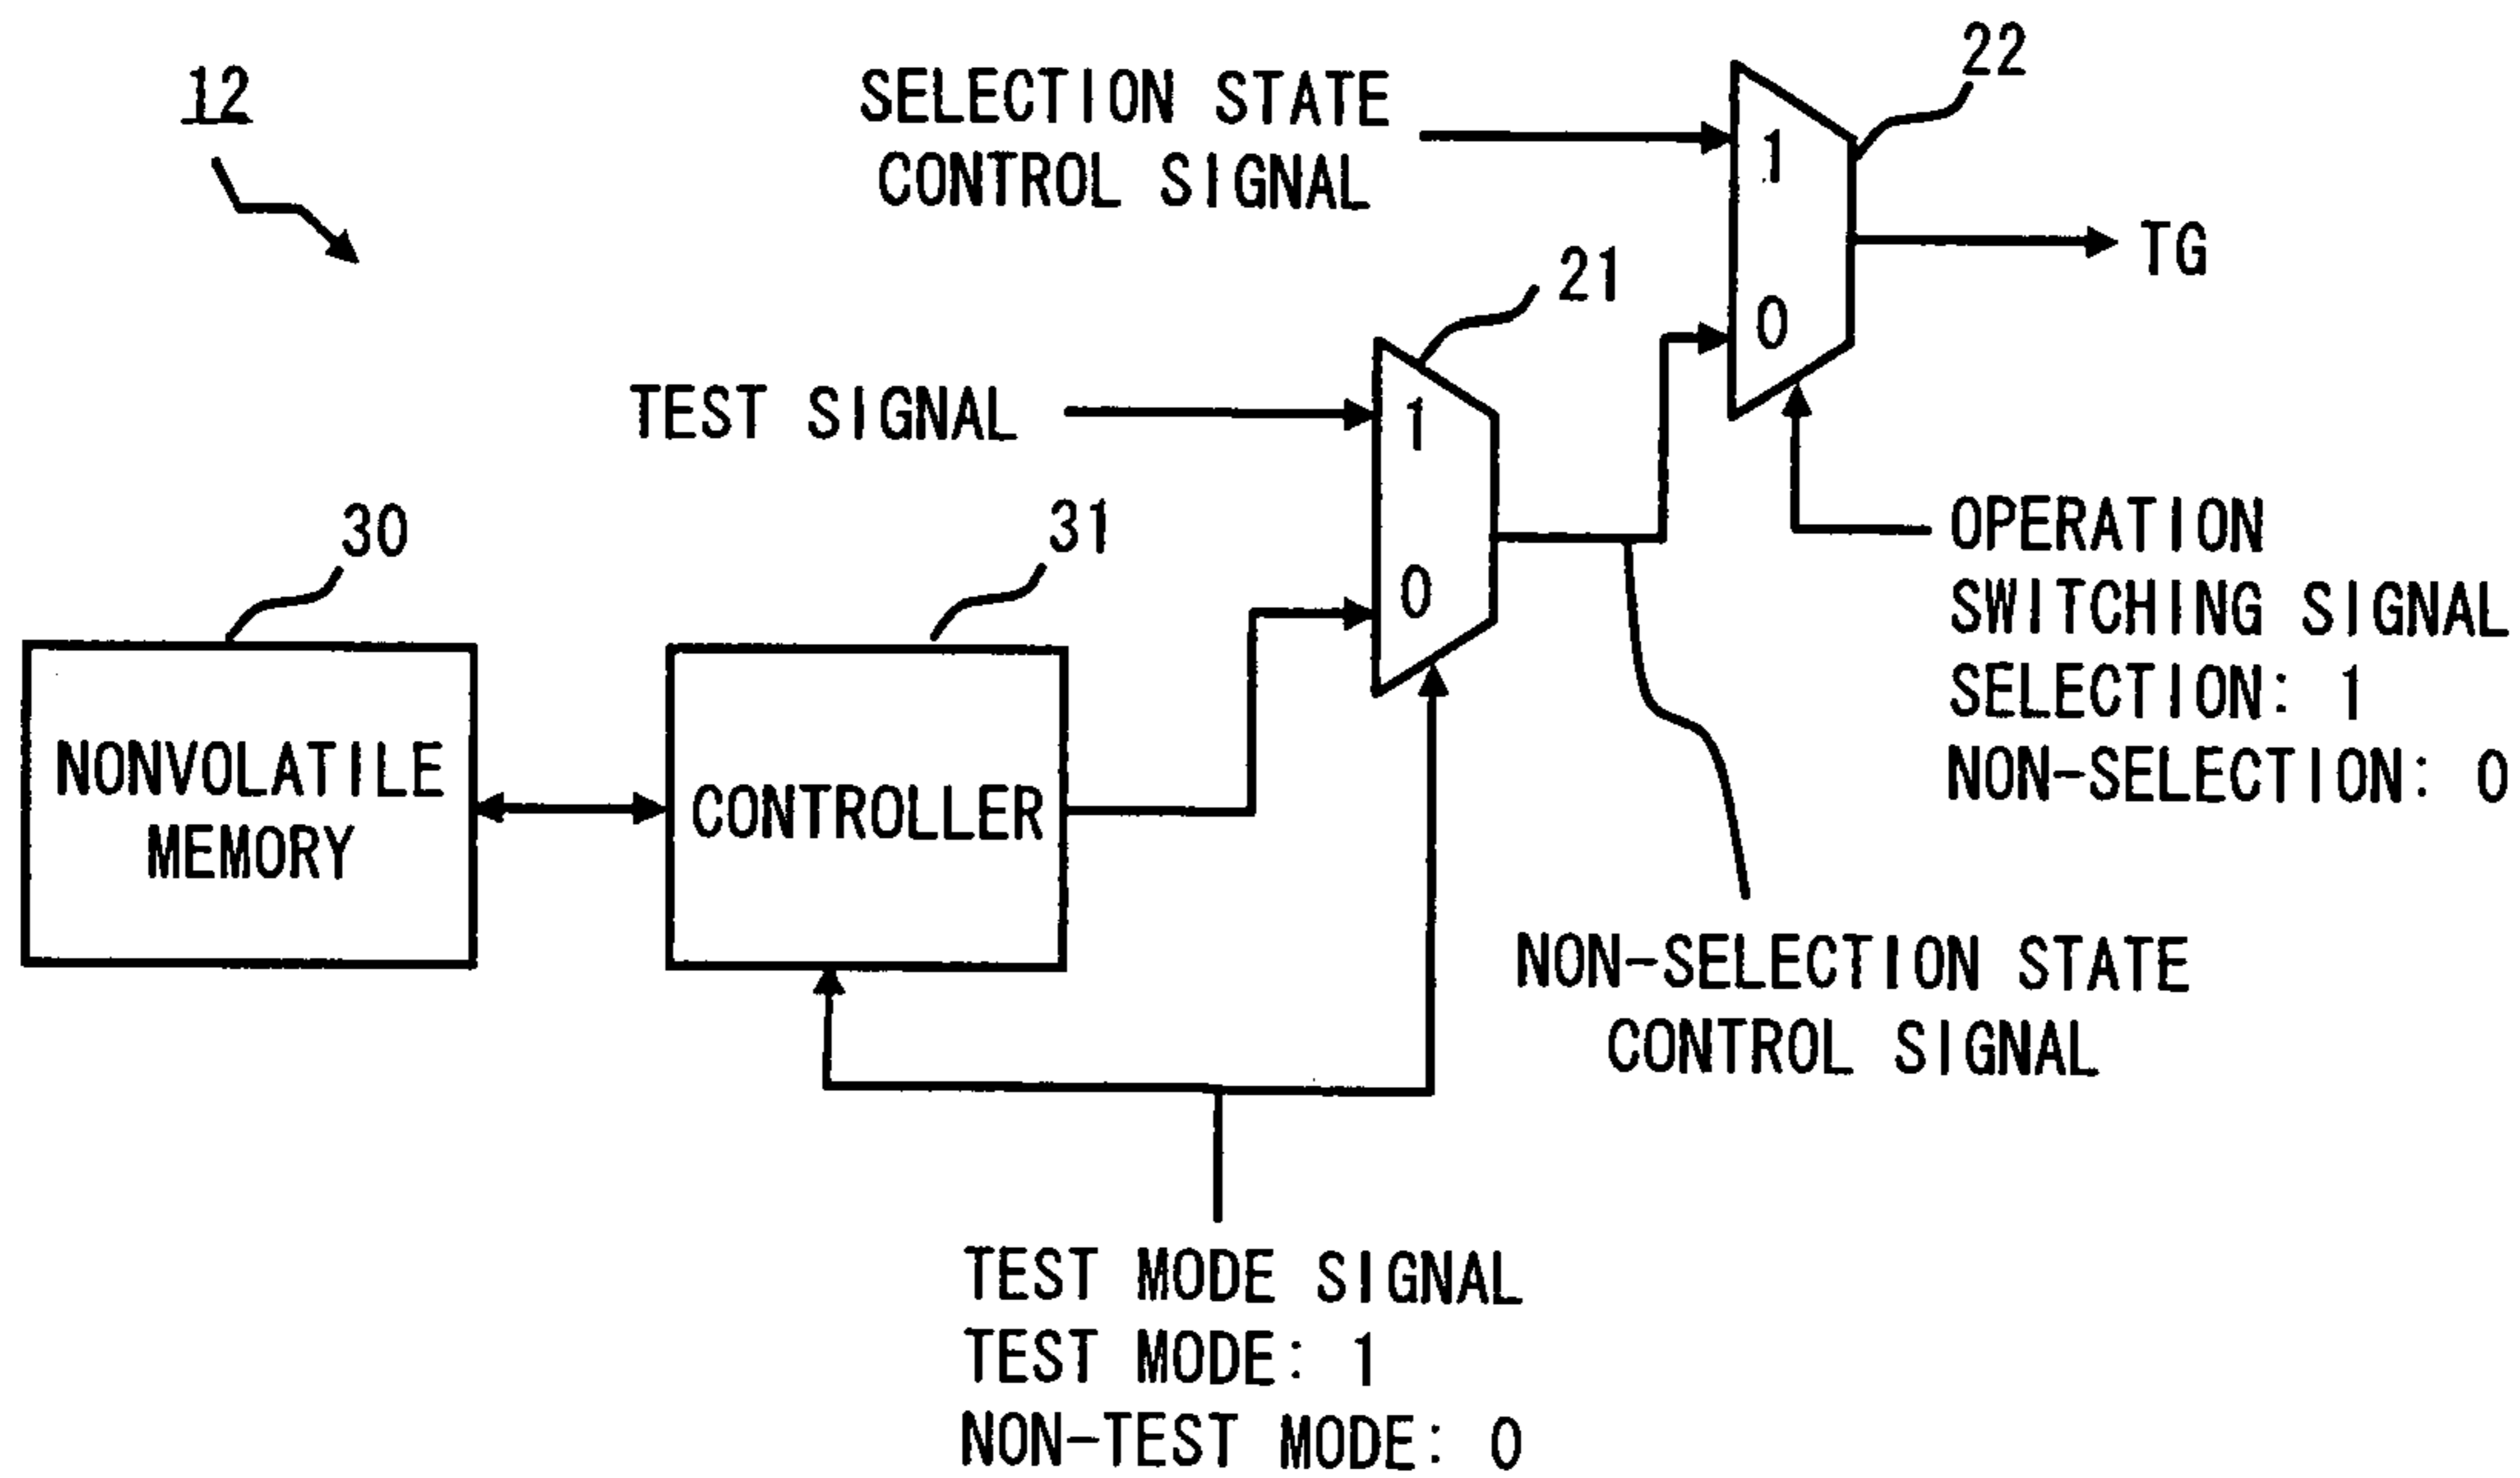 12
22
SELECTION STATE
CONTROL SIGNAL
1
TG
21
0
TEST SIGNAL
1
30
31
OPERATION
SWITCHING SIGNAL
SELECTION: 1
NON-SELECTION: 0
0
NONVOLATILE
MEMORY
CONTROLLER
NON-SELECTION STATE
CONTROL SIGNAL
TEST MODE SIGNAL
TEST MODE: 1
NON-TEST MODE: 0